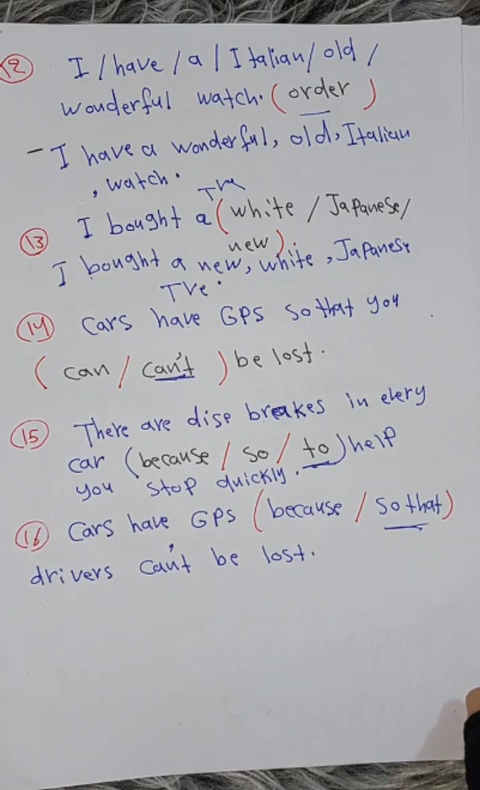 12 I / have / a / Italian / old /
wonderful watch. (order)
- I have a wonderful, old, Italian
, watch.
TVe
13 I bought a (white / Japanese/
new).
I bought a new, white, Japanese
TVe.
14 Cars have GPS so that you
(can / can't) be lost.
15 There are dise breakes in every
car (because / so / to) help
you stop quickly.
16 Cars have GPS (because / so that)
drivers can't be lost.